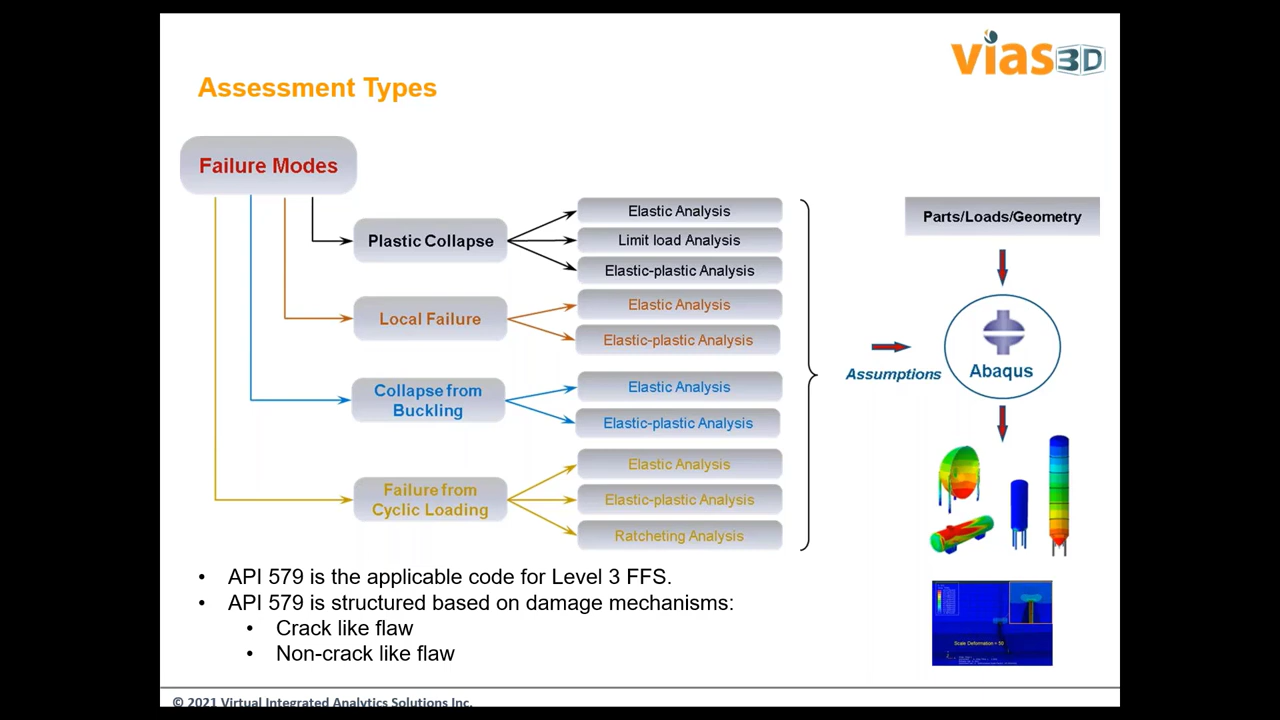 vias3D
Assessment Types
Failure Modes
Plastic Collapse
Elastic Analysis
Limit load Analysis
Elastic-plastic Analysis
Local Failure
Elastic Analysis
Elastic-plastic Analysis
Collapse from
Buckling
Elastic Analysis
Elastic-plastic Analysis
Failure from
Cyclic Loading
Elastic Analysis
Elastic-plastic Analysis
Ratcheting Analysis
Parts/Loads/Geometry
Assumptions
Abaqus
Scale Deformation = 50
• API 579 is the applicable code for Level 3 FFS.
• API 579 is structured based on damage mechanisms:
• Crack like flaw
• Non-crack like flaw
© 2021 Virtual Integrated Analytics Solutions Inc.